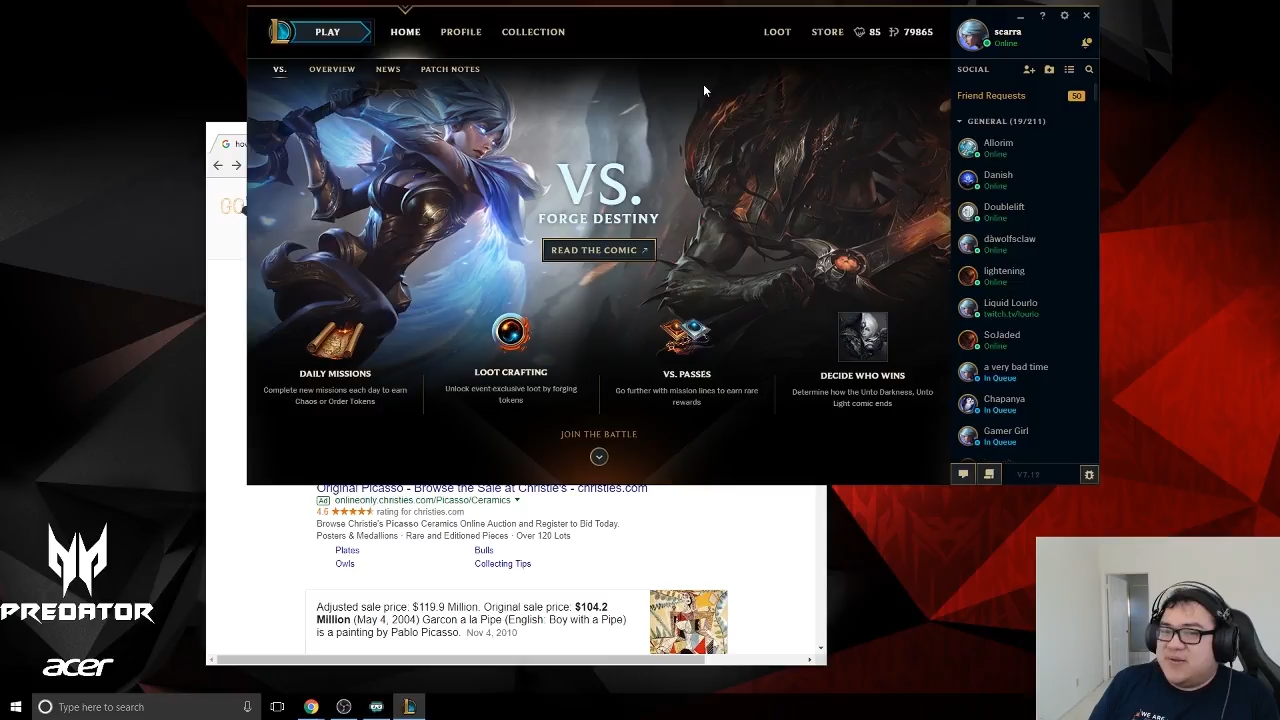 PLAY
HOME
PROFILE
COLLECTION
LOOT
STORE
85
79865
scarra
Online
VS.
OVERVIEW
NEWS
PATCH NOTES
SOCIAL
Friend Requests
50
GENERAL (19/211)
Allorim
Online
Danish
Online
Doublelift
Online
dàwolfsclaw
Online
lightening
Online
Liquid Lourlo
twitch.tv/lourlo
SoJaded
Online
a very bad time
In Queue
Chapanya
In Queue
Gamer Girl
In Queue
V7.12
VS.
FORGE DESTINY
READ THE COMIC
DAILY MISSIONS
Complete new missions each day to earn
Chaos or Order Tokens
LOOT CRAFTING
Unlock event-exclusive loot by forging
tokens
VS. PASSES
Go further with mission lines to earn rare
rewards
DECIDE WHO WINS
Determine how the Unto Darkness, Unto
Light comic ends
JOIN THE BATTLE
Original Picasso - Browse the Sale at Christie's - christies.com
Ad onlineonly.christies.com/Picasso/Ceramics
4.6 rating for christies.com
Browse Christie's Picasso Ceramics Online Auction and Register to Bid Today.
Posters & Medallions · Rare and Editioned Pieces · Over 120 Lots
Plates
Bulls
Owls
Collecting Tips
Adjusted sale price: $119.9 Million. Original sale price: $104.2
Million (May 4, 2004) Garcon a la Pipe (English: Boy with a Pipe)
is a painting by Pablo Picasso. Nov 4, 2010
PREDATOR
acer
Type here to search
WE ARE